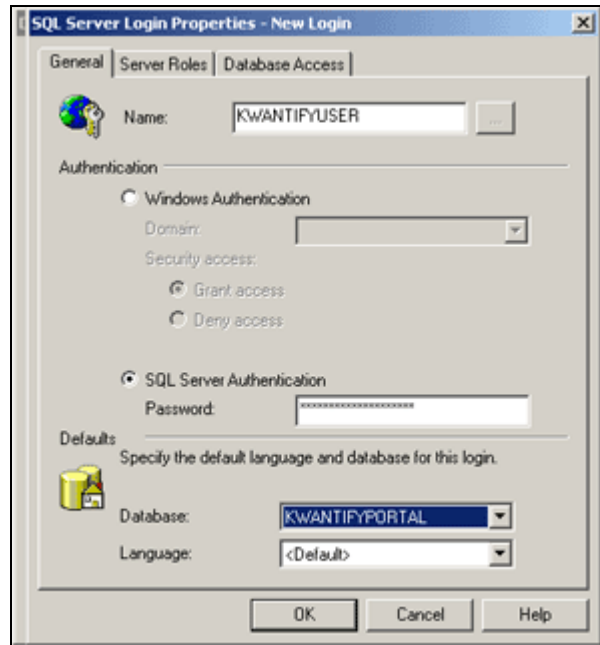 SQL Server Login Properties - New Login
General Server Roles Database Access
Name: KWANTIFYUSER ...
Authentication
Windows Authentication
Domain:
Security access:
Grant access
Deny access
SQL Server Authentication
Password: ********************
Defaults
Specify the default language and database for this login.
Database: KWANTIFYPORTAL
Language: <Default>
OK Cancel Help